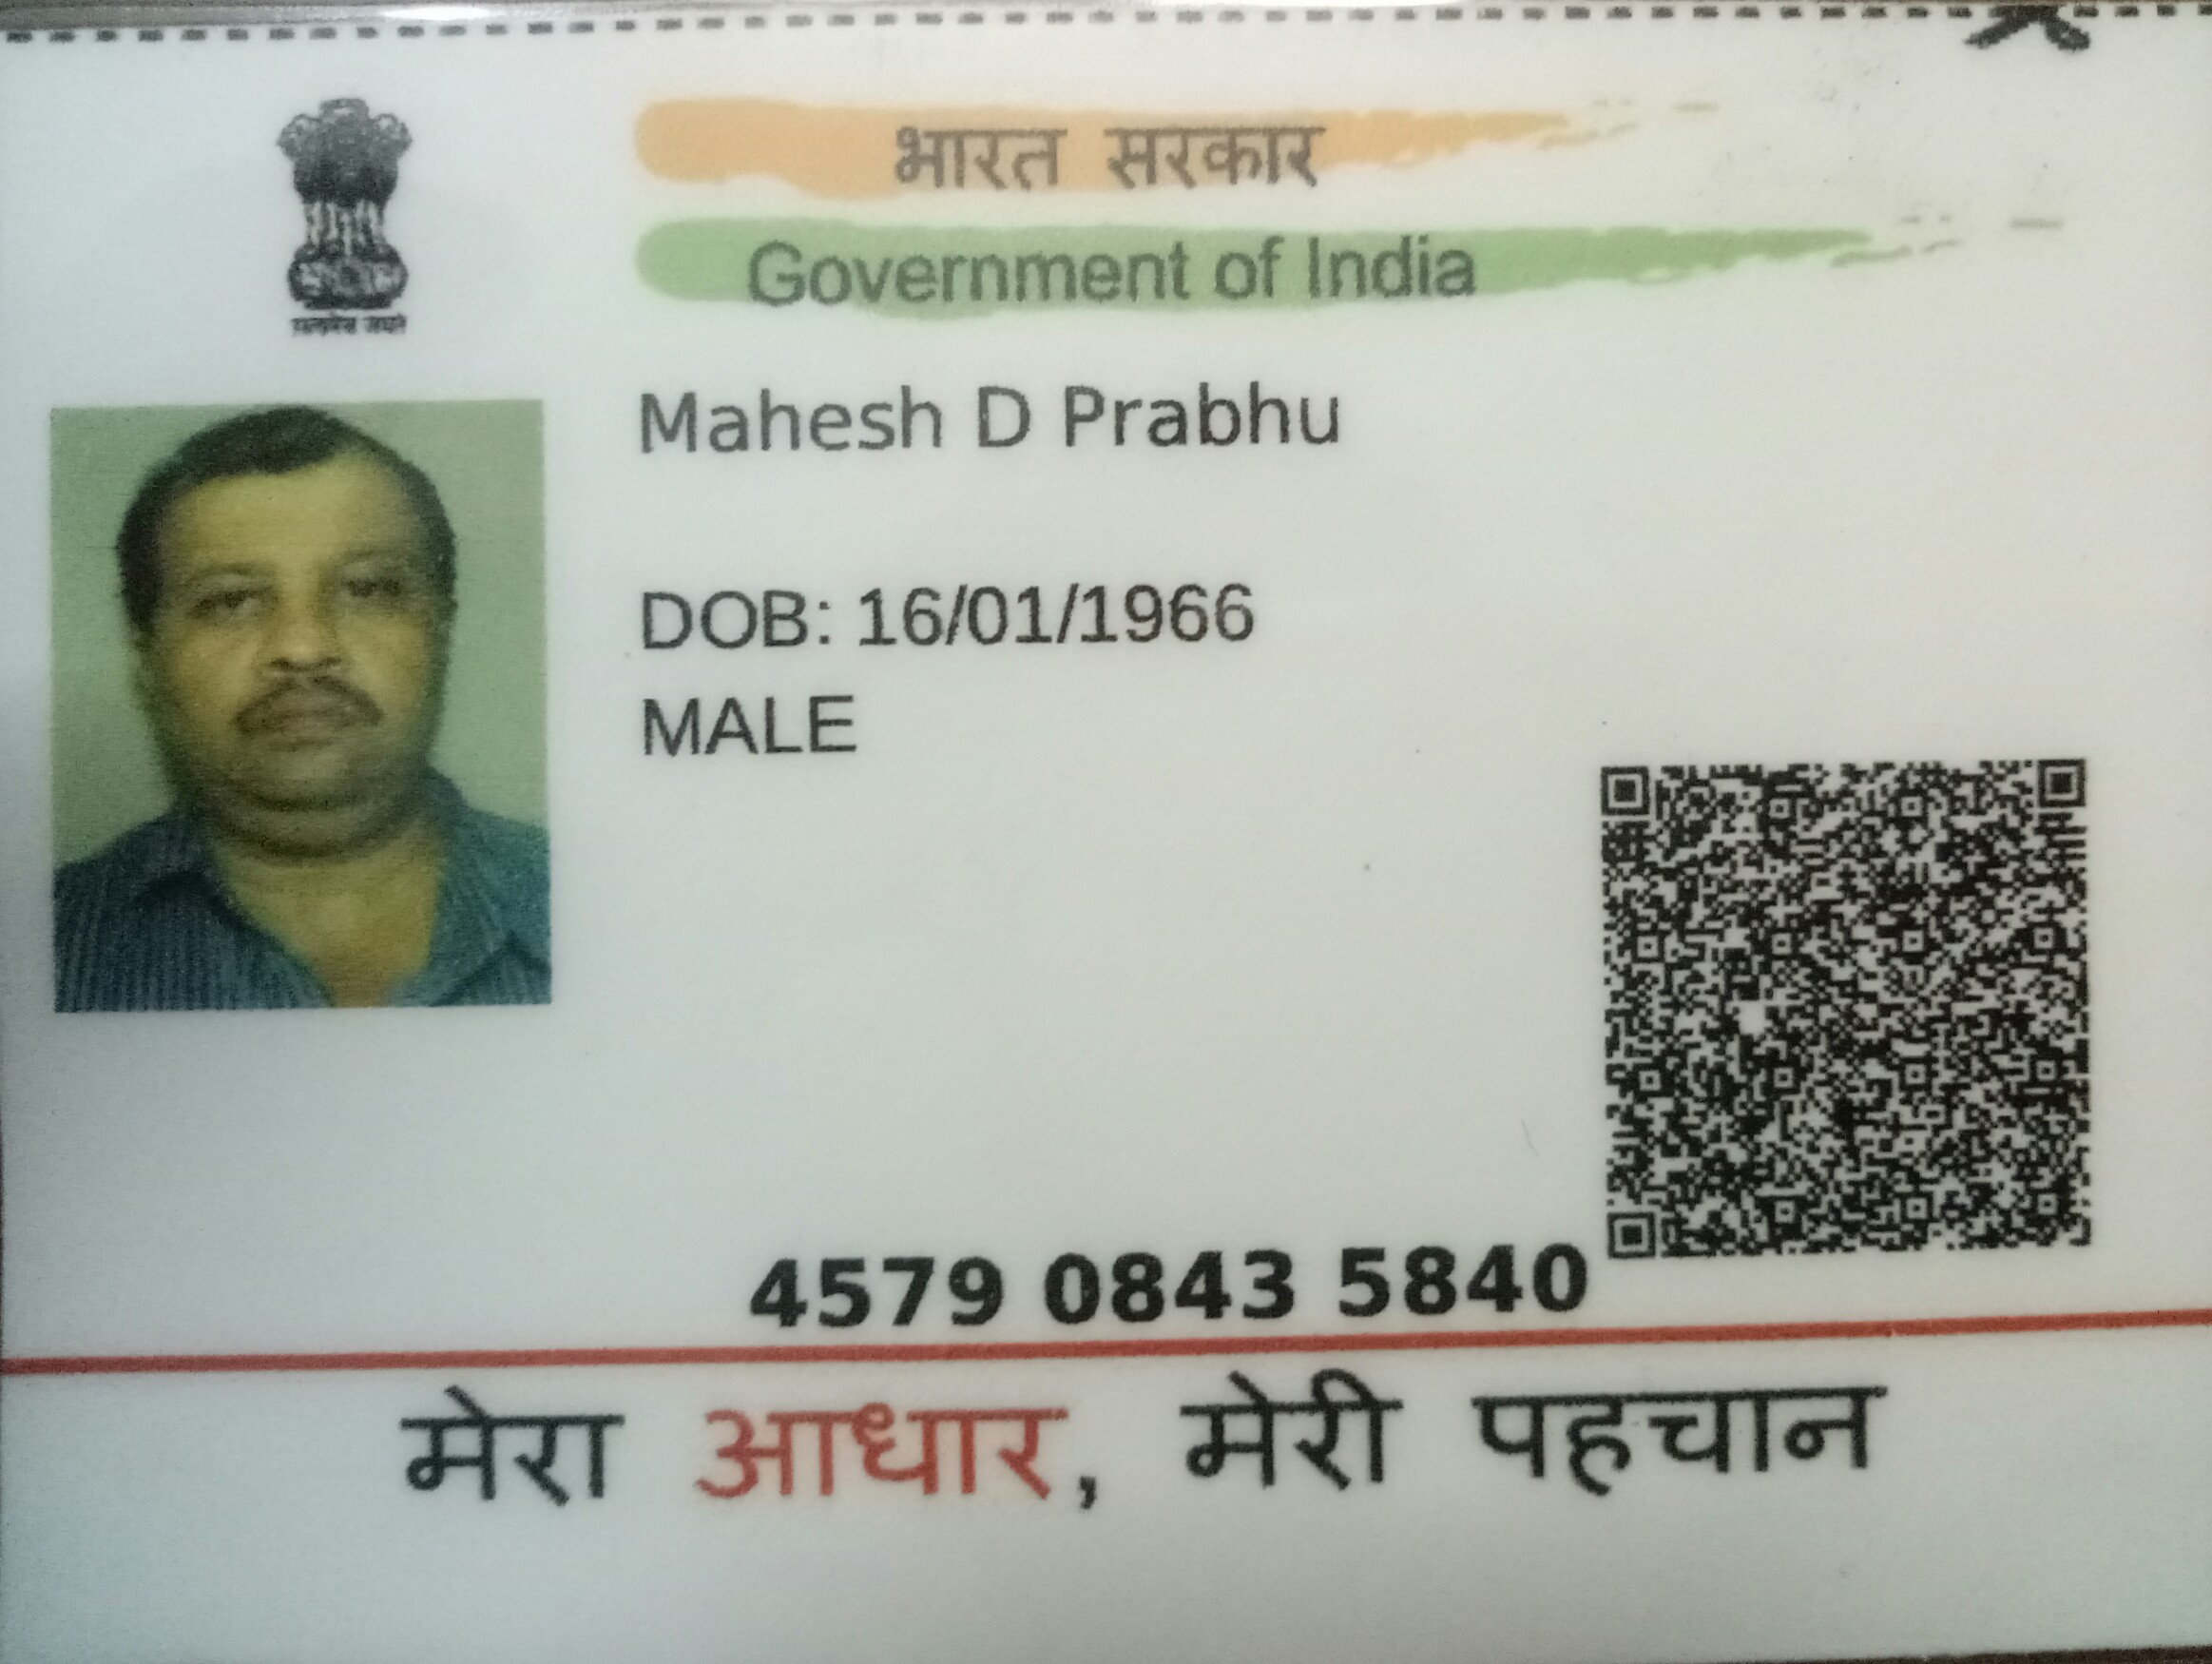 सत्यमेव जयते
भारत सरकार
Government of India
Mahesh D Prabhu
DOB: 16/01/1966
MALE
4579 0843 5840
मेरा आधार, मेरी पहचान